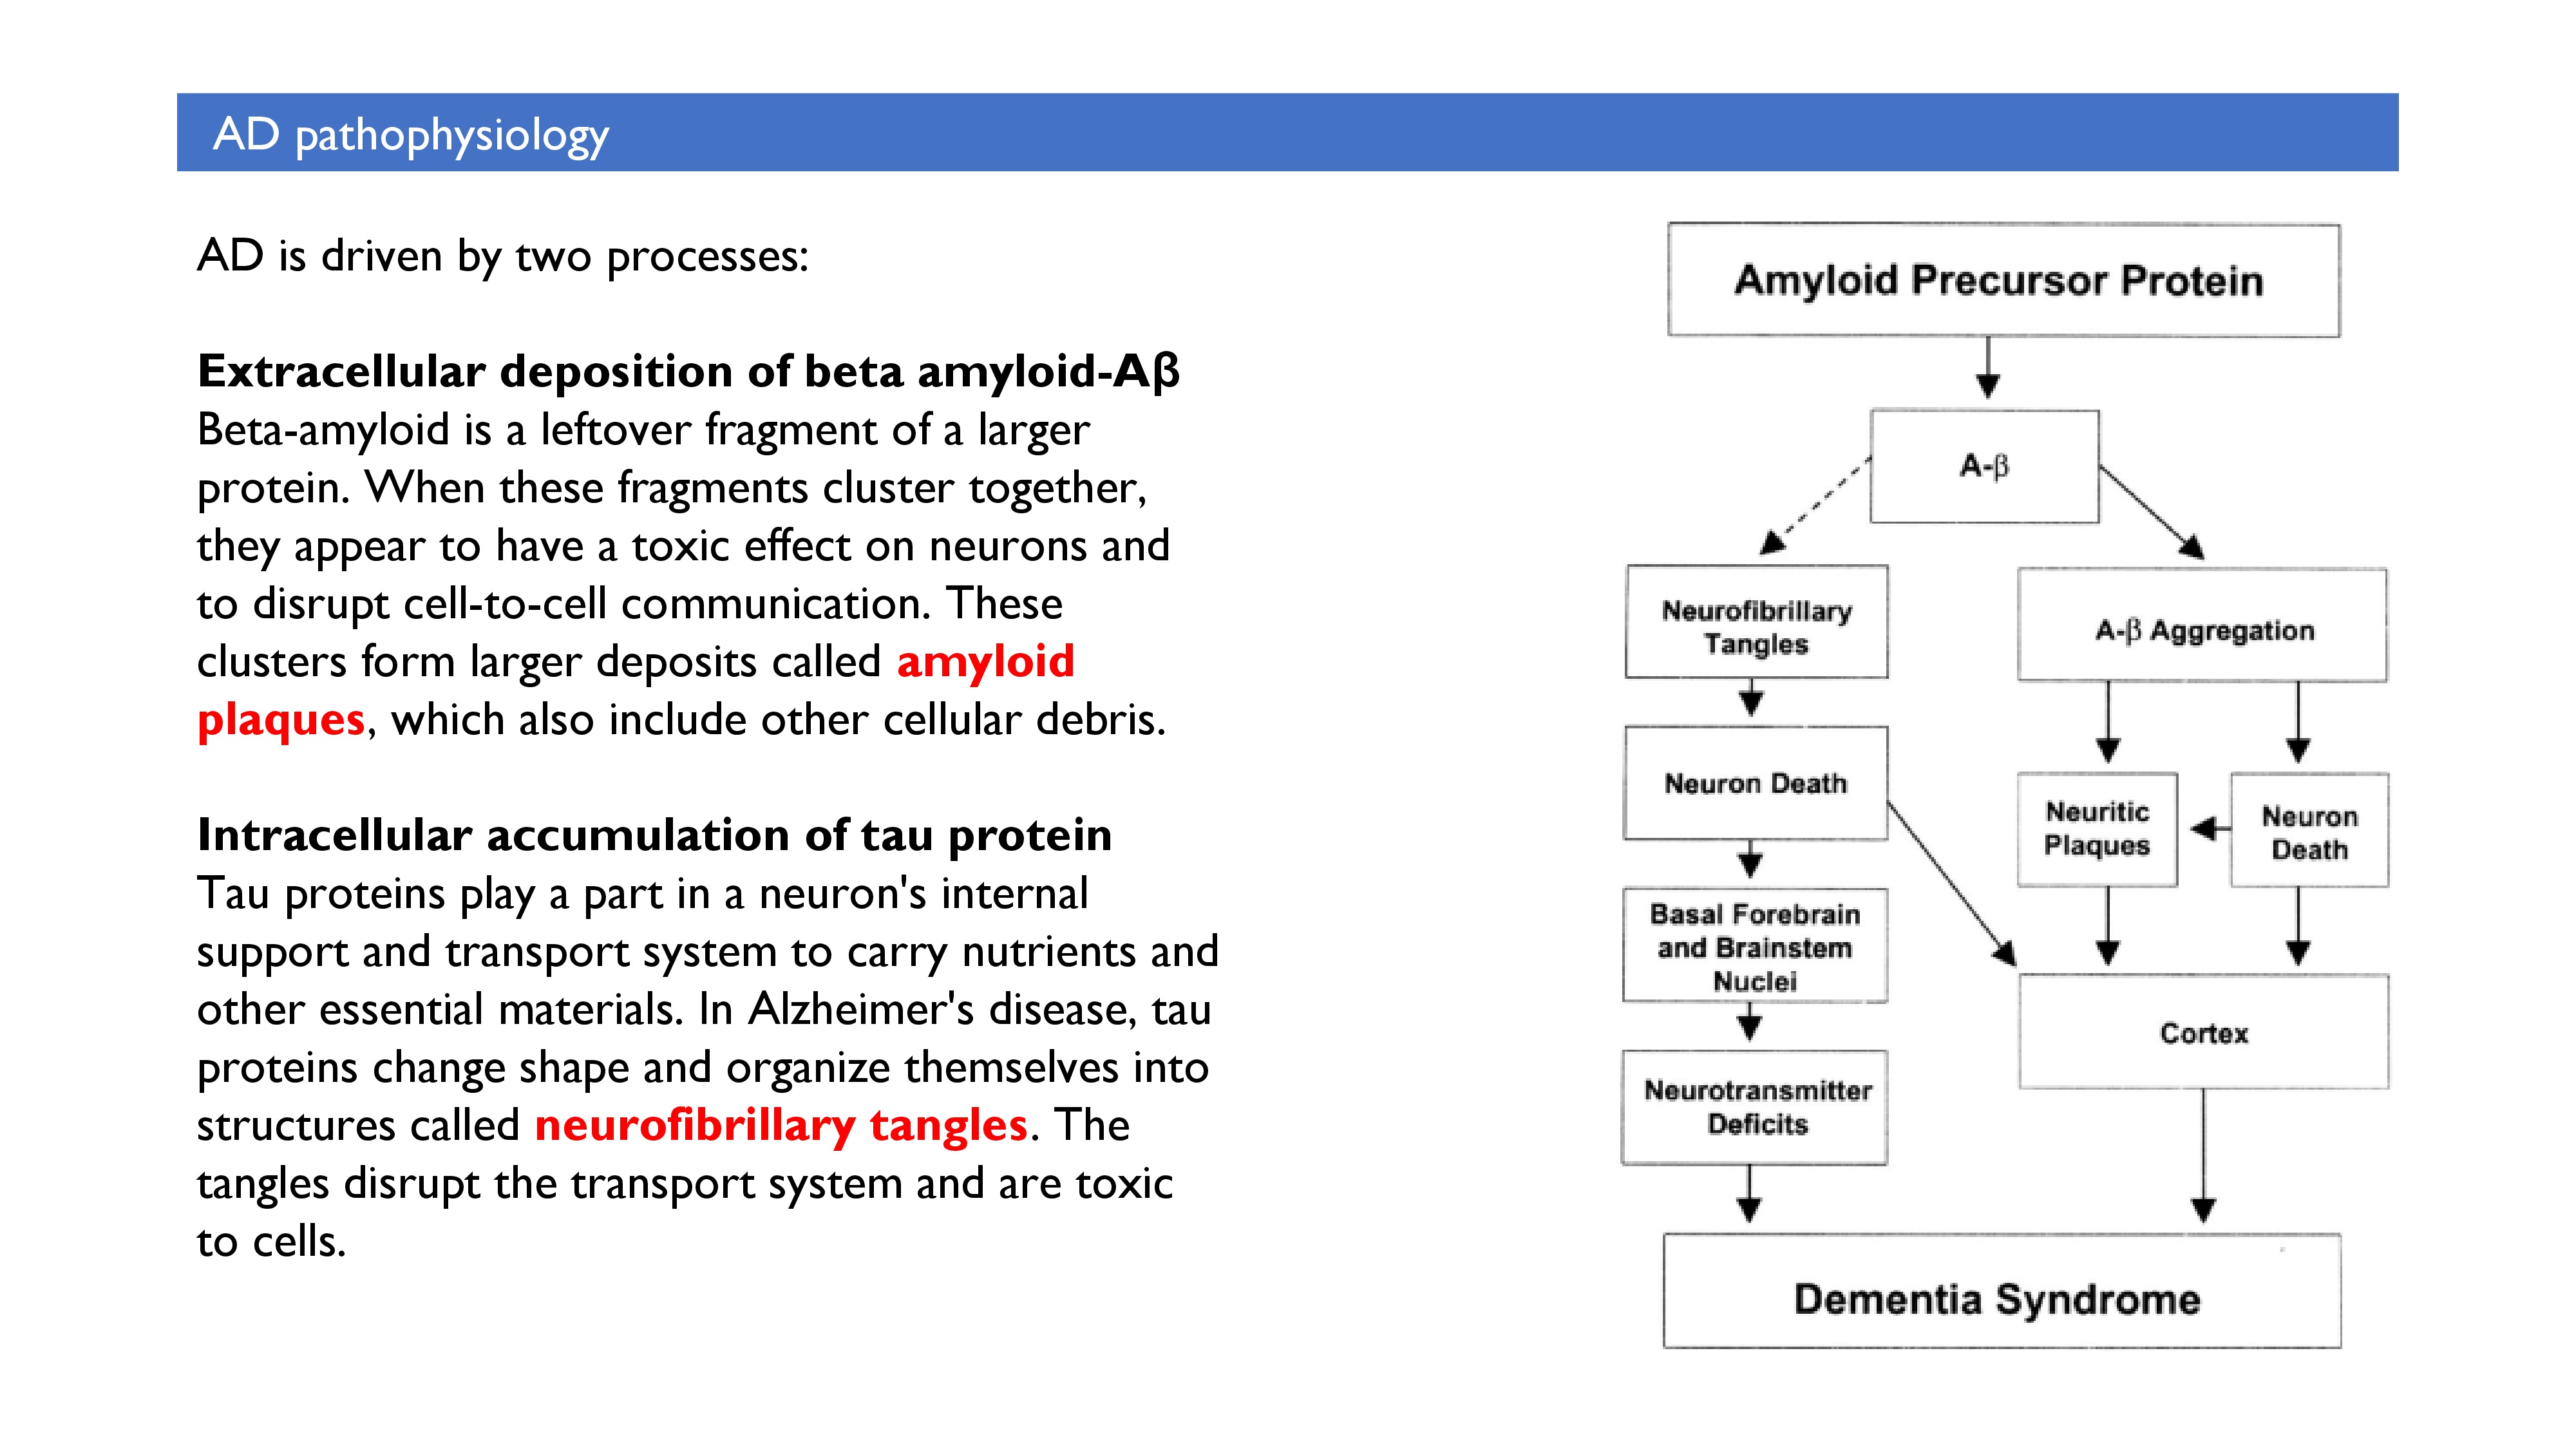 AD pathophysiology
AD is driven by two processes:
Extracellular deposition of beta amyloid-Aβ
Beta-amyloid is a leftover fragment of a larger
protein. When these fragments cluster together,
they appear to have a toxic effect on neurons and
to disrupt cell-to-cell communication. These
clusters form larger deposits called amyloid
plaques, which also include other cellular debris.
Intracellular accumulation of tau protein
Tau proteins play a part in a neuron's internal
support and transport system to carry nutrients and
other essential materials. In Alzheimer's disease, tau
proteins change shape and organize themselves into
structures called neurofibrillary tangles. The
tangles disrupt the transport system and are toxic
to cells.
Amyloid Precursor Protein
A-β
Neurofibrillary
Tangles
A-β Aggregation
Neuron Death
Neuritic
Plaques
Neuron
Death
Basal Forebrain
and Brainstem
Nuclei
Cortex
Neurotransmitter
Deficits
Dementia Syndrome